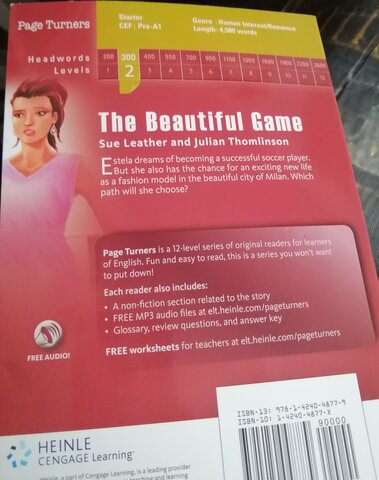 Page Turners
Starter
CEF : Pre-A1
Genre : Human Interest/Romance
Length: 4,580 words
Headwords 200 300 400 550 700 900 1100 1300 1600 1900 2200 2600
Levels 1 2 3 4 5 6 7 8 9 10 11 12
The Beautiful Game
Sue Leather and Julian Thomlinson
Estela dreams of becoming a successful soccer player.
But she also has the chance for an exciting new life
as a fashion model in the beautiful city of Milan. Which
path will she choose?
Page Turners is a 12-level series of original readers for learners
of English. Fun and easy to read, this is a series you won't want
to put down!
Each reader also includes:
• A non-fiction section related to the story
• FREE MP3 audio files at elt.heinle.com/pageturners
• Glossary, review questions, and answer key
FREE worksheets for teachers at elt.heinle.com/pageturners
FREE AUDIO!
ISBN-13: 978-1-4240-4877-9
ISBN-10: 1-4240-4877-X
90000
HEINLE
CENGAGE Learning™
Heinle, a part of Cengage Learning, is a leading provider
learning and